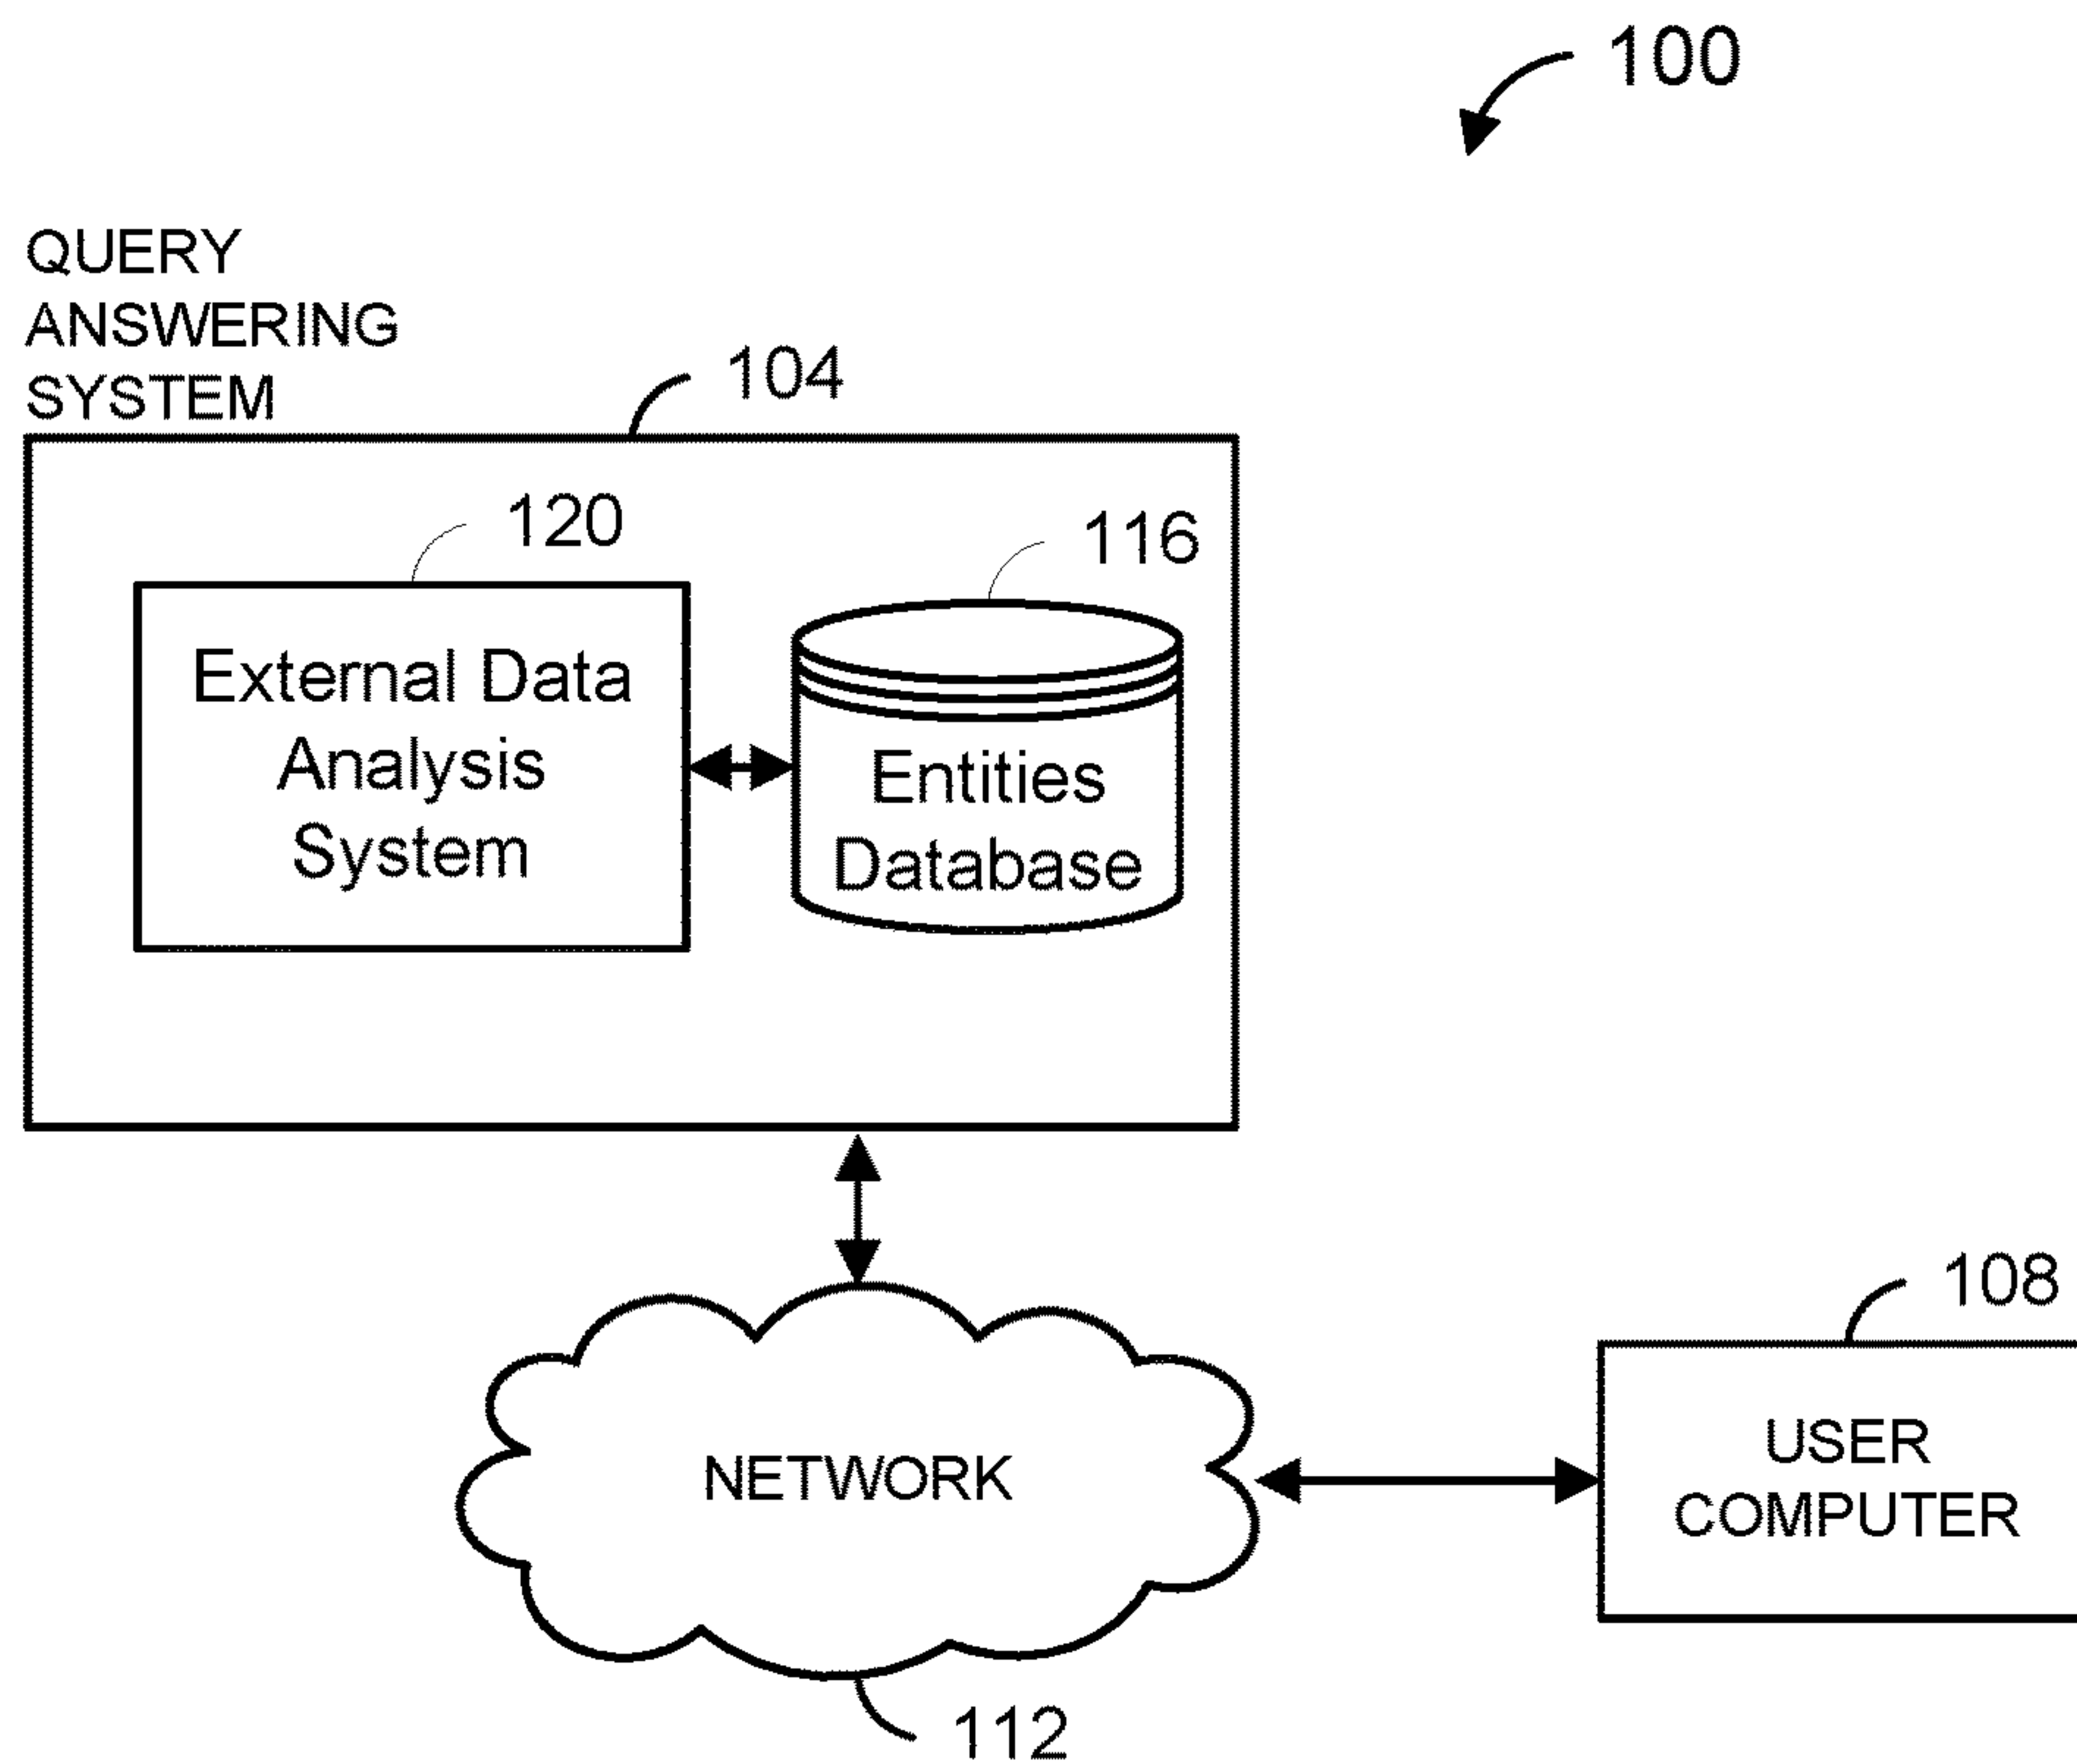 100
QUERY
ANSWERING
SYSTEM
104
120
116
External Data
Analysis
System
Entities
Database
108
NETWORK
USER
COMPUTER
112